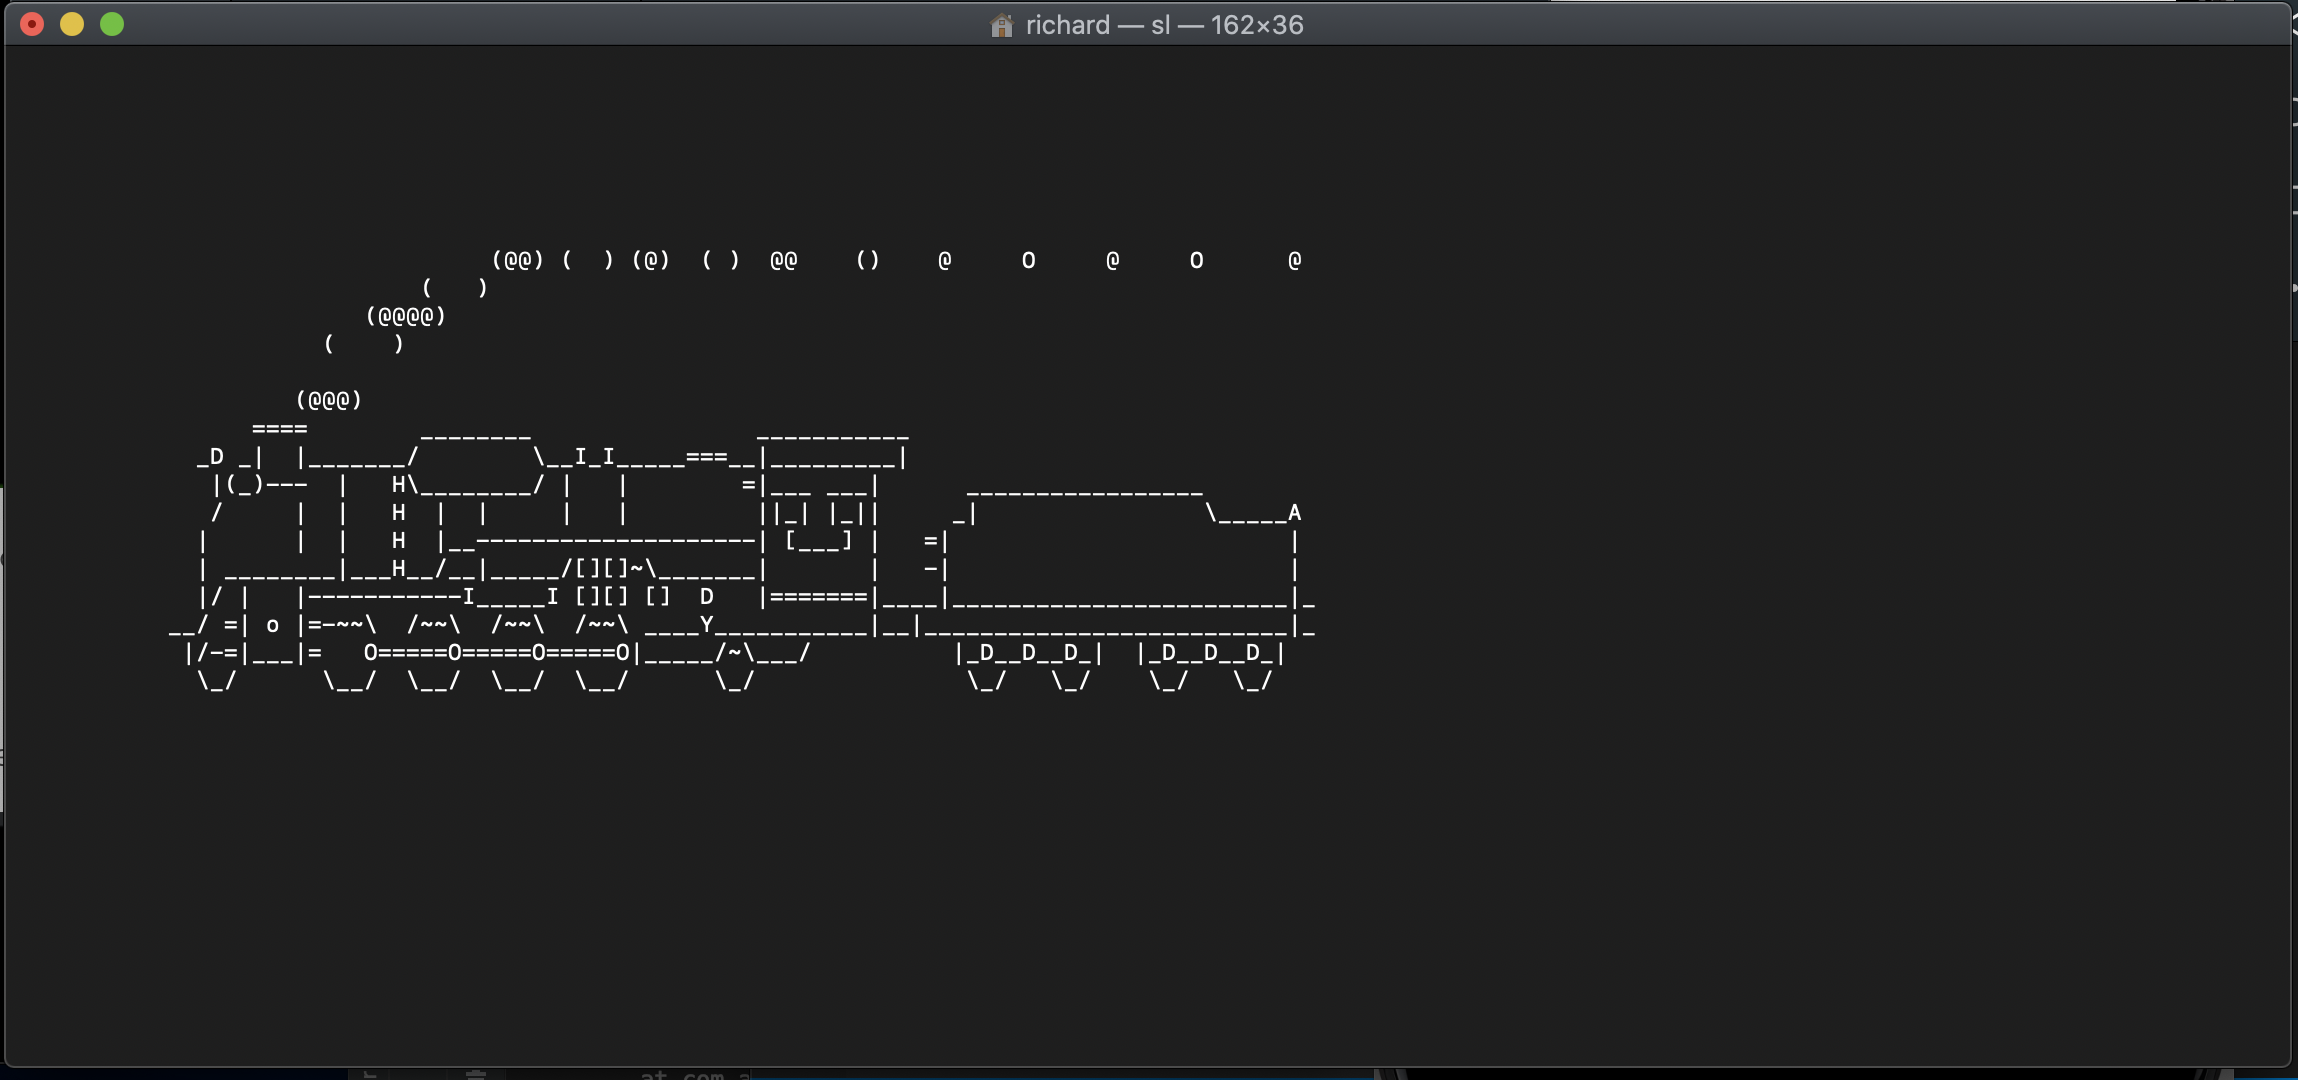 richard — sl — 162×36
                      (@@) (  ) (@)  ( )  @@    ()    @     O     @     O      @
                 (   )
             (@@@@)
          (    )

        (@@@)
     ====        ________                ___________
 _D _|  |_______/        \__I_I_____===__|_________|
  |(_)---  |   H\________/ |   |        =|___ ___|      _________________
  /     |  |   H  |  |     |   |         ||_| |_||     _|                \_____A
 |      |  |   H  |__--------------------| [___] |   =|                        |
 | ________|___H__/__|_____/[][]~\_______|       |   -|                        |
 |/ |   |-----------I_____I [][] []  D   |=======|____|________________________|_
__/ =| o |=-~~\  /~~\  /~~\  /~~\ ____Y___________|__|__________________________|_
 |/-=|___|=   O=====O=====O=====O|_____/~\___/          |_D__D__D_|  |_D__D__D_|
  \_/      \__/  \__/  \__/  \__/      \_/               \_/   \_/    \_/   \_/
at com a